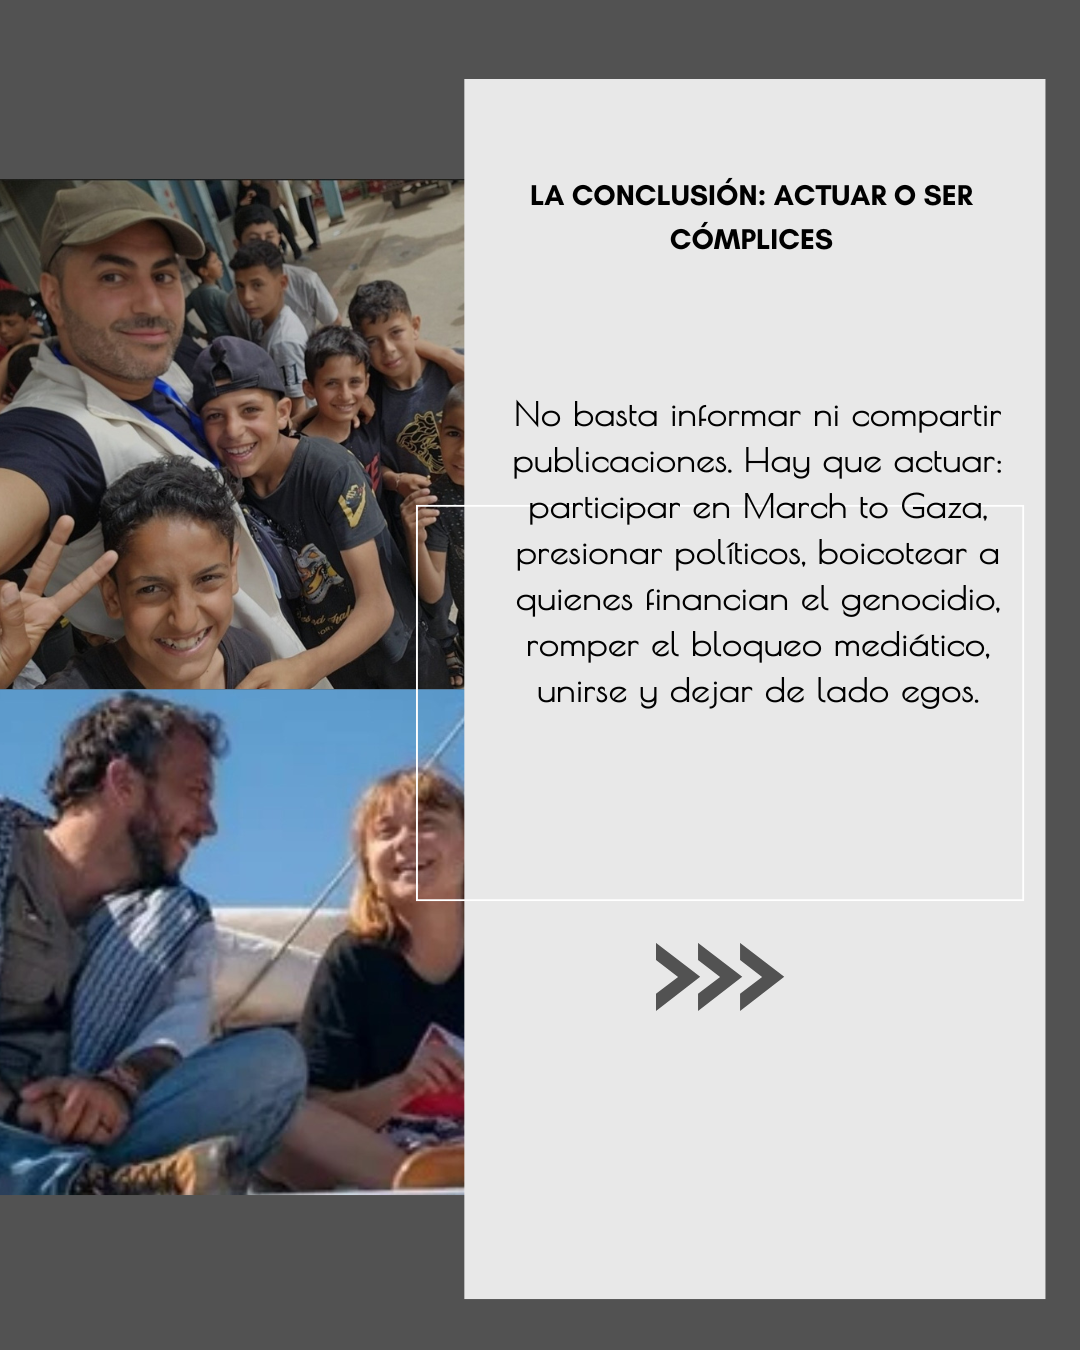 LA CONCLUSIÓN: ACTUAR O SER
CÓMPLICES
No basta informar ni compartir
publicaciones. Hay que actuar:
participar en March to Gaza,
presionar políticos, boicotear a
quienes financian el genocidio,
romper el bloqueo mediático,
unirse y dejar de lado egos.